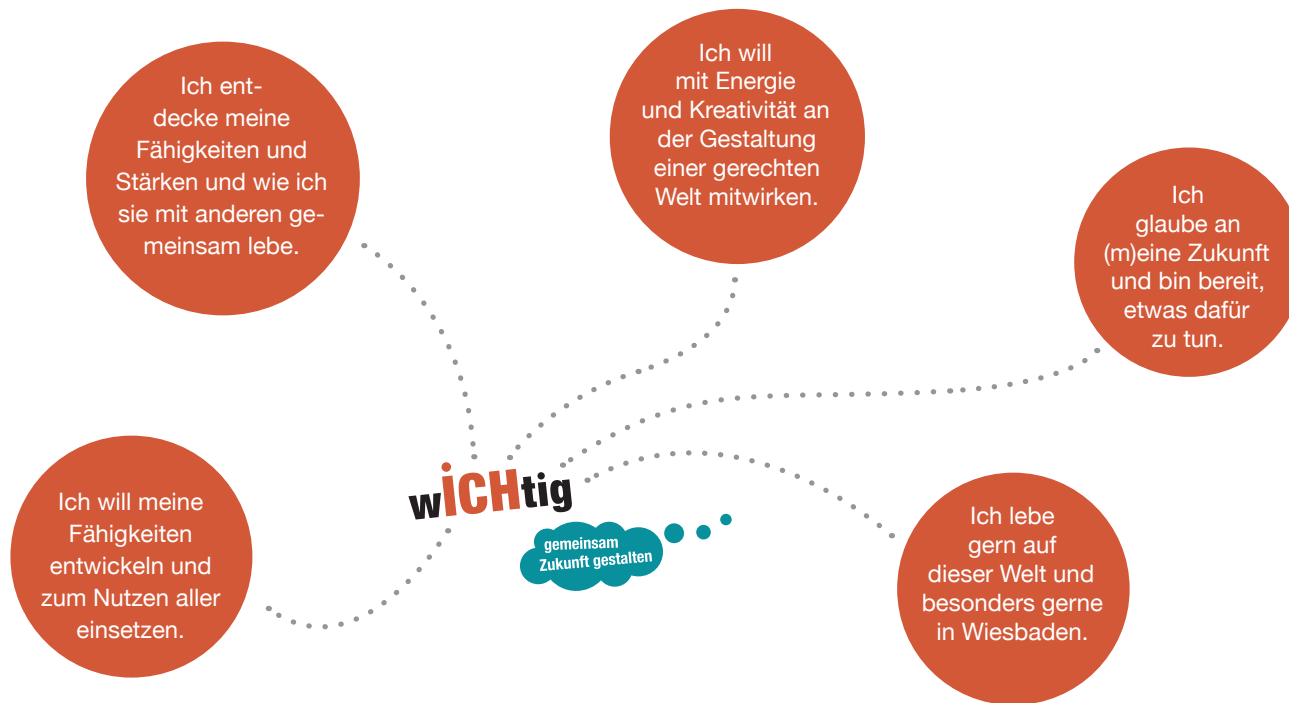 Ich ent-
decke meine
Fähigkeiten und
Stärken und wie ich
sie mit anderen ge-
meinsam lebe.
Ich will
mit Energie
und Kreativität an
der Gestaltung
einer gerechten
Welt mitwirken.
Ich
glaube an
(m)eine Zukunft
und bin bereit,
etwas dafür
zu tun.
Ich will meine
Fähigkeiten
entwickeln und
zum Nutzen aller
einsetzen.
wiCHtig
gemeinsam
Zukunft gestalten
Ich lebe
gern auf
dieser Welt und
besonders gerne
in Wiesbaden.